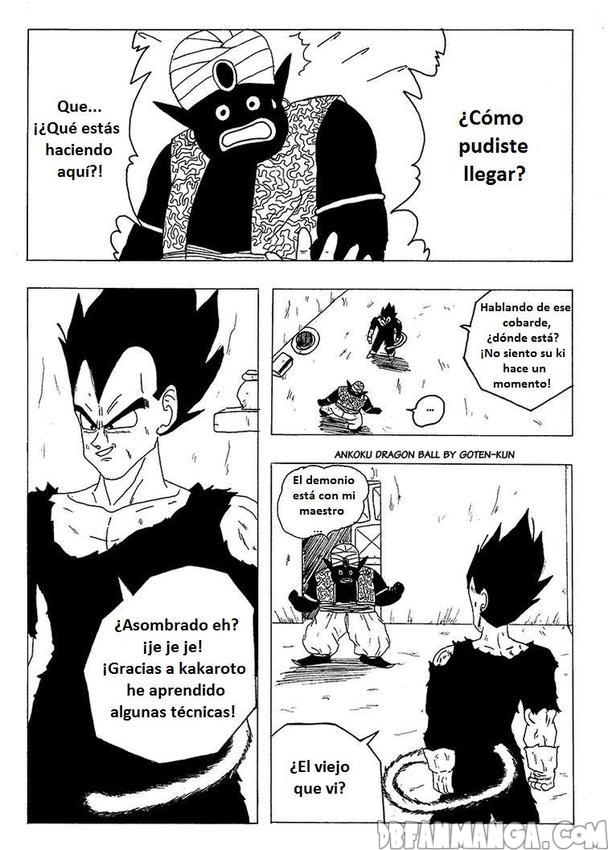 Que...
¡¿Qué estás
haciendo
aquí?!
¿Cómo
pudiste
llegar?
¿Asombrado eh?
¡je je je!
¡Gracias a kakaroto
he aprendido
algunas técnicas!
Hablando de ese
cobarde,
¿dónde está?
¡No siento su ki
hace un
momento!
...
ANKOKU DRAGON BALL BY GOTEN-KUN
El demonio
está con mi
maestro
...
¿El viejo
que vi?
DBFANMANGA.COM